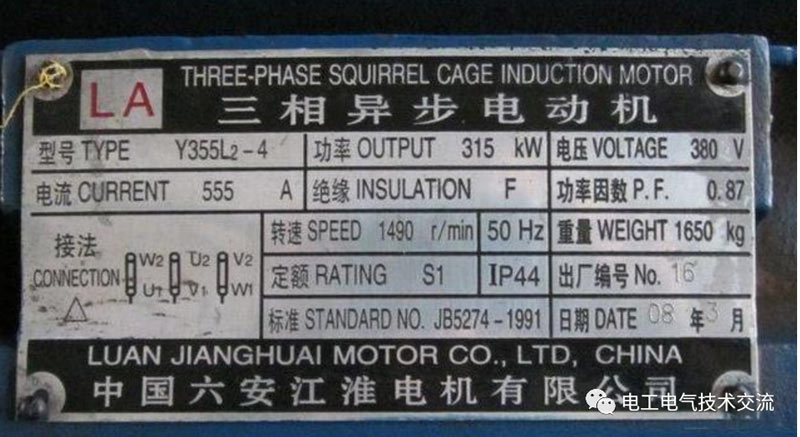 LA THREE-PHASE SQUIRREL CAGE INDUCTION MOTOR
三相异步电动机
型号 TYPE Y355L2-4 功率 OUTPUT 315 kW 电压 VOLTAGE 380 V
电流 CURRENT 555 A 绝缘 INSULATION F 功率因数 P.F. 0.87
接法 CONNECTION △
W2 U2 V2
U1 V1 W1
转速 SPEED 1490 r/min 50 Hz 重量 WEIGHT 1650 kg
定额 RATING S1 IP44 出厂编号 No. 16
标准 STANDARD NO. JB5274-1991 日期 DATE 08 年 3 月
LUAN JIANGHUAI MOTOR CO., LTD, CHINA
中国六安江淮电机有限公司
电工电气技术交流